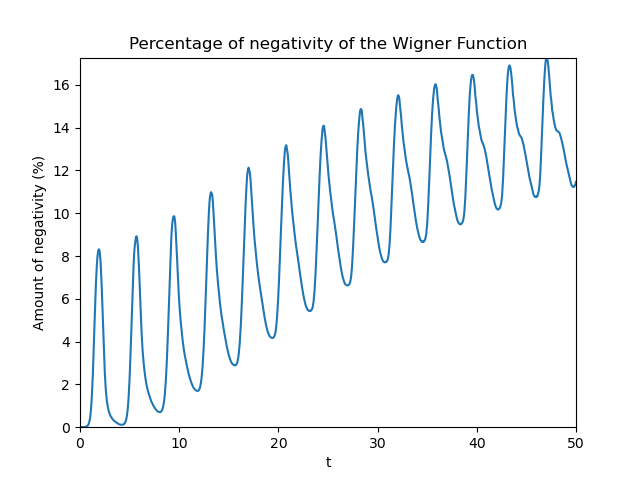 Percentage of negativity of the Wigner Function
Amount of negativity (%)
16
14
12
10
8
6
4
2
0
0 10 20 30 40 50
t